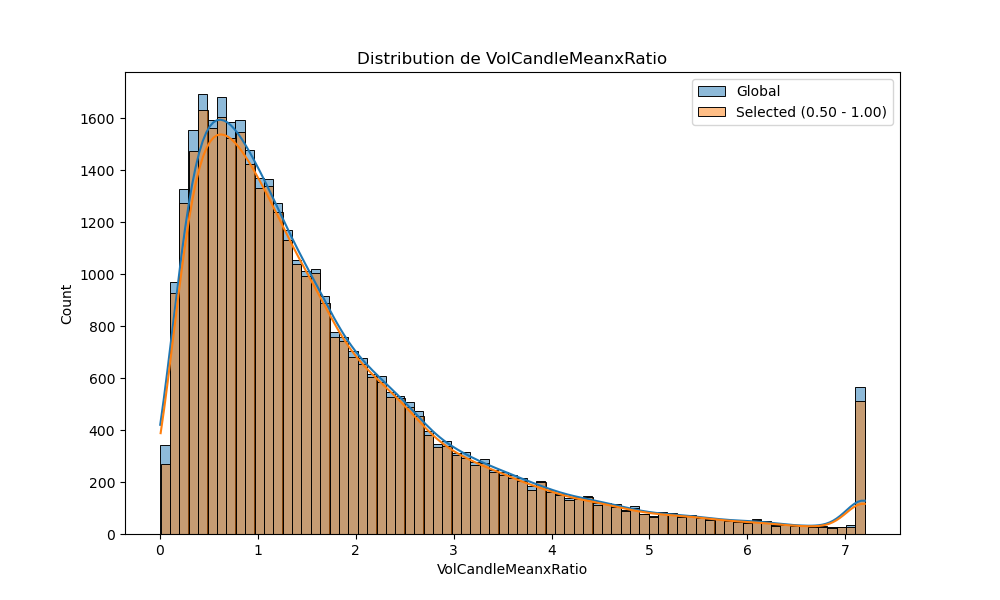 Distribution de VolCandleMeanxRatio
Global
Selected (0.50 - 1.00)
1600
1400
1200
1000
800
600
400
200
0
Count
0 1 2 3 4 5 6 7
VolCandleMeanxRatio